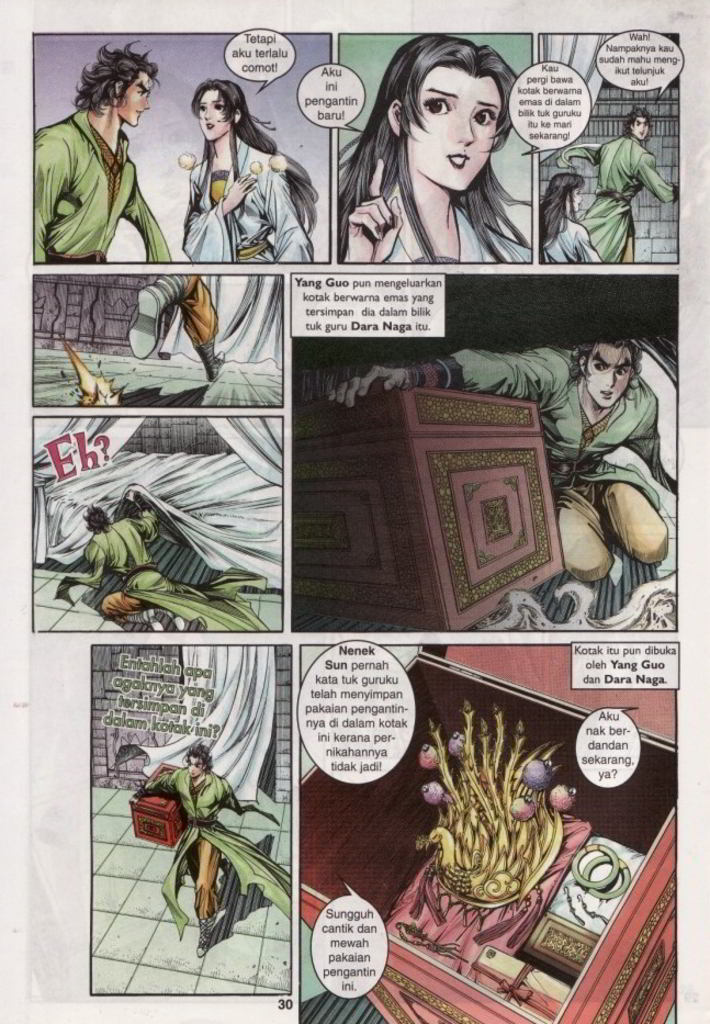 Tetapi
aku terlalu
comot!
Aku
ini
pengantin
baru!
Kau
pergi bawa
kotak berwarna
emas di dalam
bilik tuk guruku
itu ke mari
sekarang!
Wah!
Nampaknya kau
sudah mahu meng-
ikut telunjuk
aku!
Yang Guo pun mengeluarkan
kotak berwarna emas yang
tersimpan dia dalam bilik
tuk guru Dara Naga itu.
Eh?
Entahlah apa
agaknya yang
tersimpan di
dalam kotak ini?
Nenek
Sun pernah
kata tuk guruku
telah menyimpan
pakaian pengantin-
nya di dalam kotak
ini kerana per-
nikahannya
tidak jadi!
Kotak itu pun dibuka
oleh Yang Guo
dan Dara Naga.
Aku
nak ber-
dandan
sekarang,
ya?
Sungguh
cantik dan
mewah
pakaian
pengantin
ini.
30